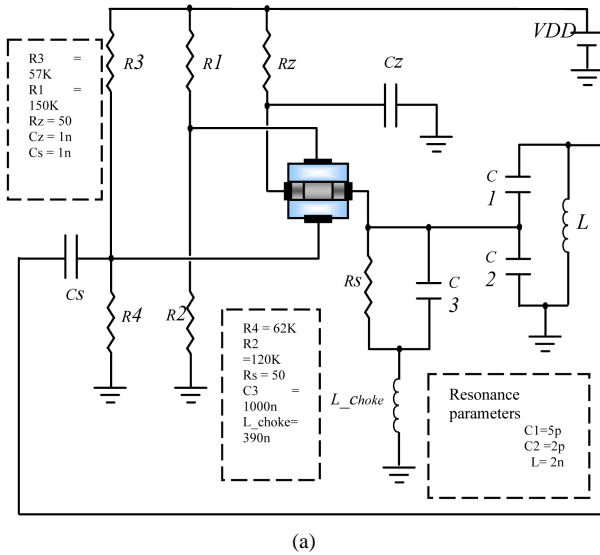 VDD
R3 =
57K
R1 =
150K
Rz = 50
Cz = 1n
Cs = 1n
R3
R1
Rz
Cz
C
1
L
C
2
Rs
C
3
Cs
R4
R2
R4 = 62K
R2
=120K
Rs = 50
C3 =
1000n
L_choke=
390n
L_choke
Resonance
parameters
C1=5p
C2 =2p
L= 2n
(a)